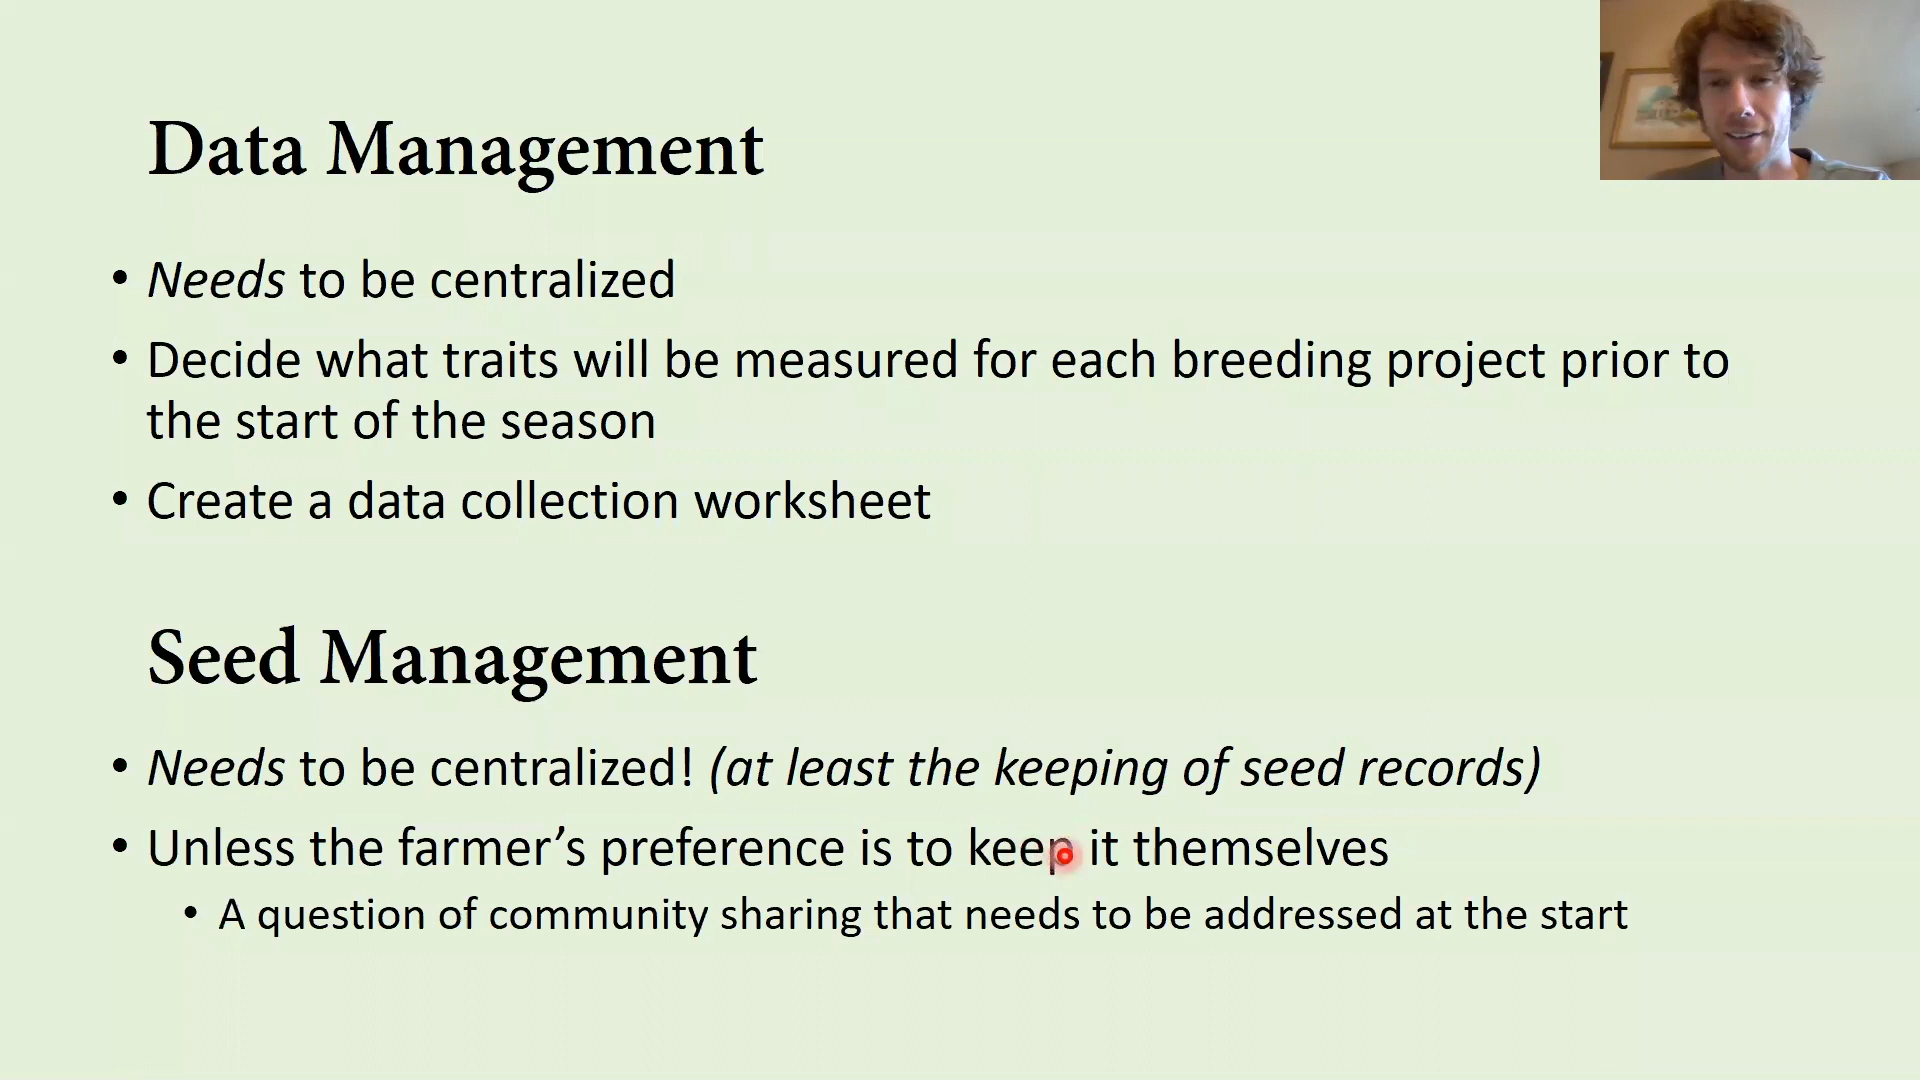 Data Management
• Needs to be centralized
• Decide what traits will be measured for each breeding project prior to
the start of the season
• Create a data collection worksheet
Seed Management
• Needs to be centralized! (at least the keeping of seed records)
• Unless the farmer’s preference is to keep it themselves
• A question of community sharing that needs to be addressed at the start